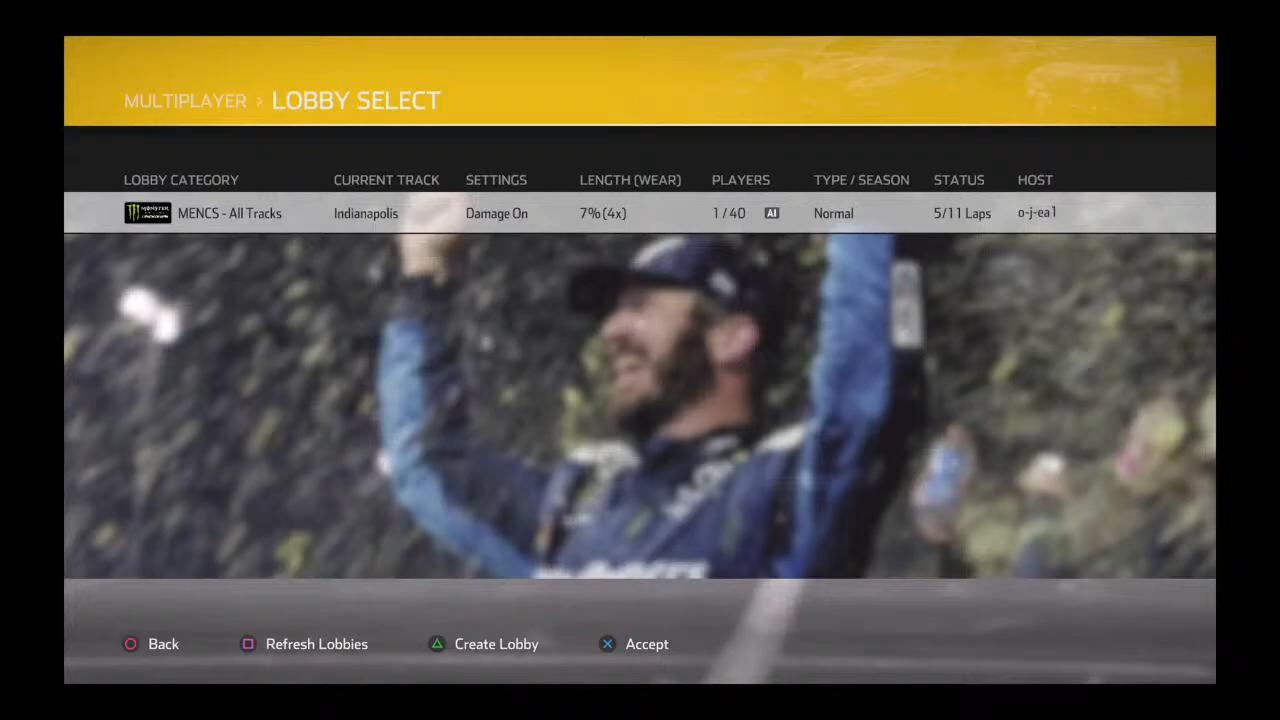 MULTIPLAYER > LOBBY SELECT
LOBBY CATEGORY CURRENT TRACK SETTINGS LENGTH (WEAR) PLAYERS TYPE / SEASON STATUS HOST
MONSTER MENCS - All Tracks Indianapolis Damage On 7% (4x) 1 / 40 AI Normal 5/11 Laps o-j-ea1
Back Refresh Lobbies Create Lobby Accept